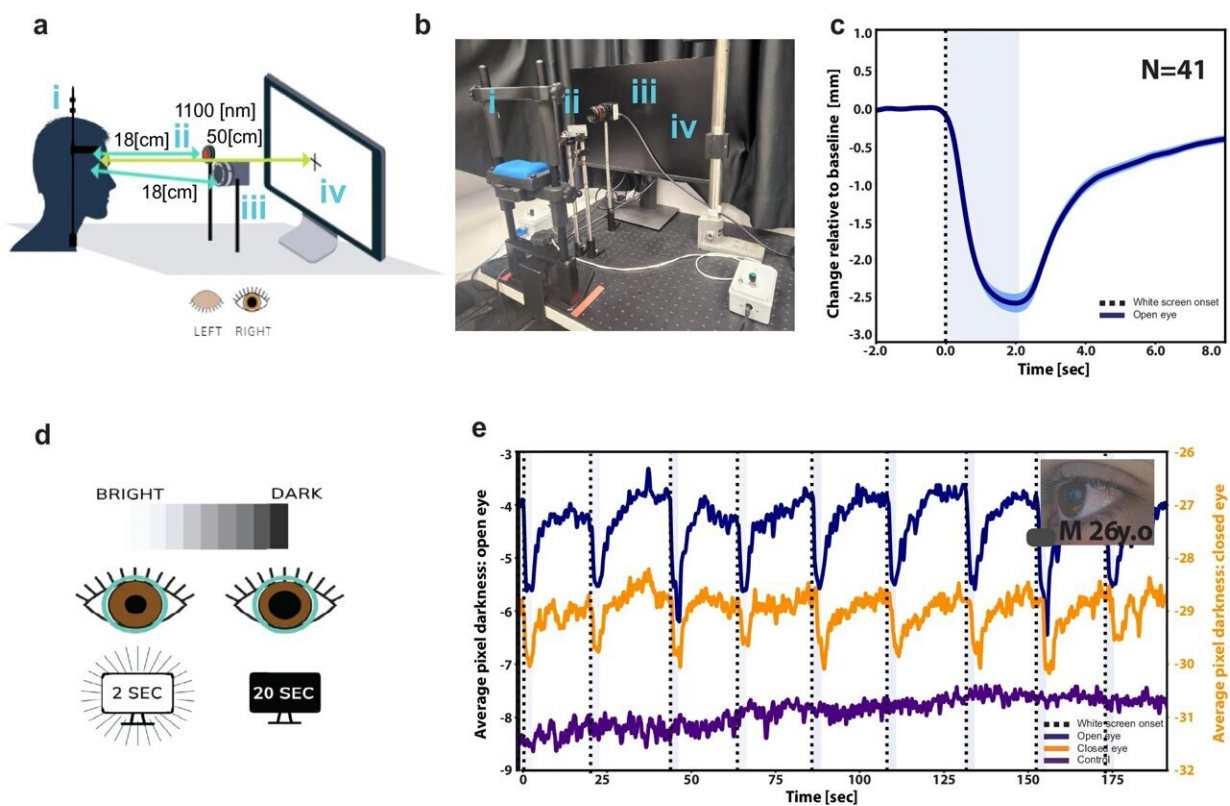 a
i
1100 [nm]
18[cm]
ii
50[cm]
18[cm]
iii
iv
LEFT
RIGHT
b
i
ii
iii
iv
c
1.0
0.5
0.0
-0.5
-1.0
-1.5
-2.0
-2.5
-3.0
Change relative to baseline [mm]
N=41
White screen onset
Open eye
-2.0
0.0
2.0
4.0
6.0
8.0
Time [sec]
d
BRIGHT
DARK
2 SEC
20 SEC
e
-3
-4
-5
-6
-7
-8
-9
Average pixel darkness: open eye
M 26y.o
White screen onset
Open eye
Closed eye
Control
-26
-27
-28
-29
-30
-31
-32
Average pixel darkness: closed eye
0
25
50
75
100
125
150
175
Time [sec]